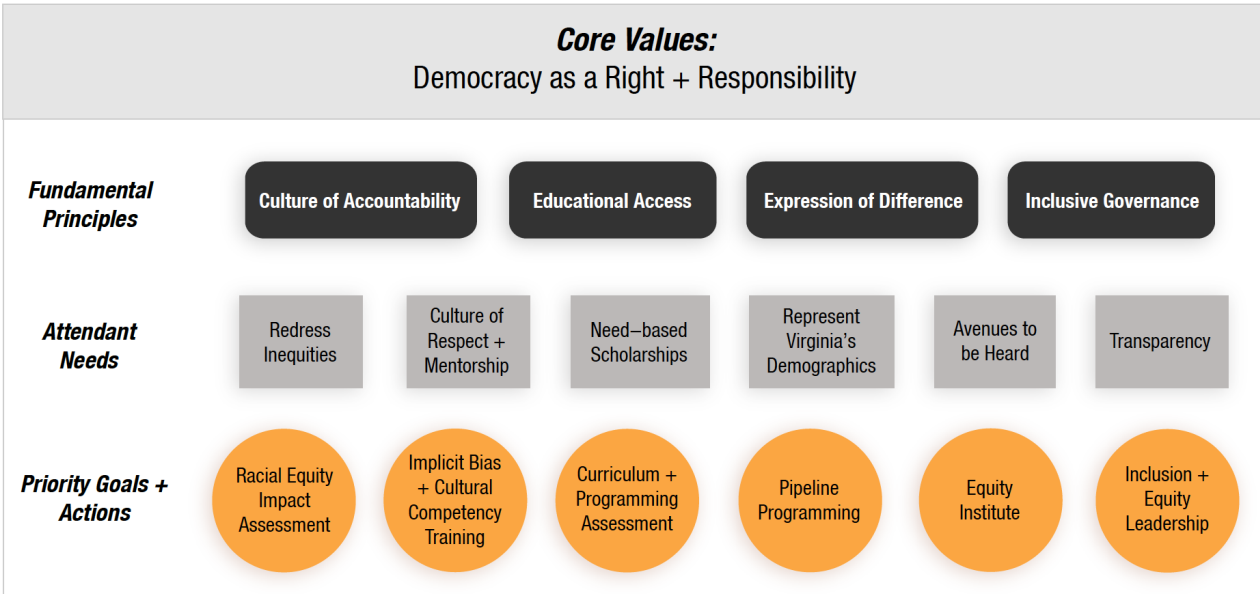 Core Values:
Democracy as a Right + Responsibility
Fundamental
Principles
Culture of Accountability
Educational Access
Expression of Difference
Inclusive Governance
Attendant
Needs
Redress
Inequities
Culture of
Respect +
Mentorship
Need–based
Scholarships
Represent
Virginia's
Demographics
Avenues to
be Heard
Transparency
Priority Goals +
Actions
Racial Equity
Impact
Assessment
Implicit Bias
+ Cultural
Competency
Training
Curriculum +
Programming
Assessment
Pipeline
Programming
Equity
Institute
Inclusion +
Equity
Leadership